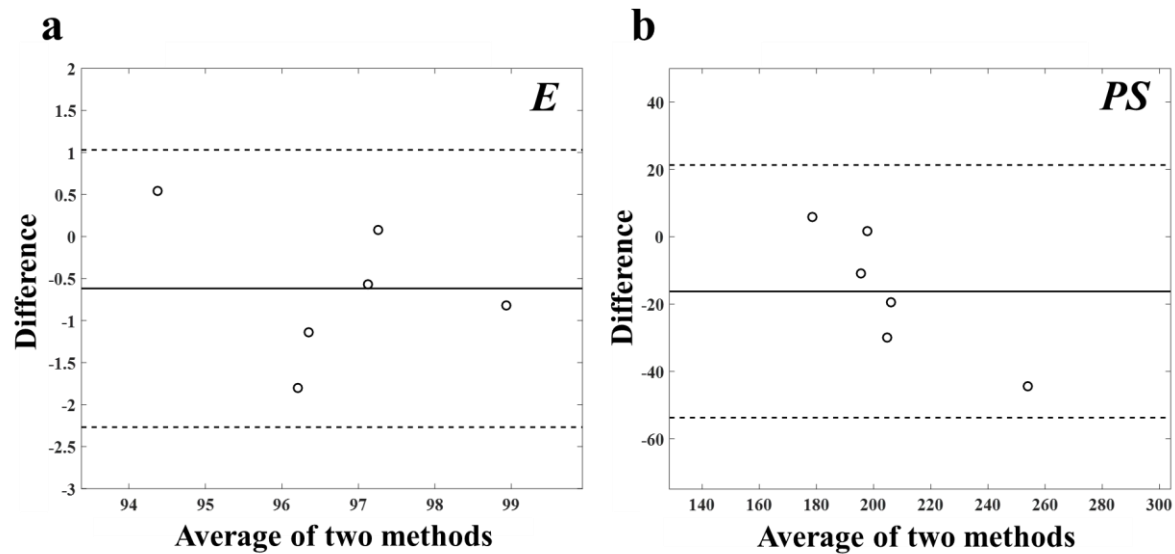 a
E
2
1.5
1
0.5
0
-0.5
-1
-1.5
-2
-2.5
-3
Difference
94 95 96 97 98 99
Average of two methods
b
PS
40
20
0
-20
-40
-60
Difference
140 160 180 200 220 240 260 280 300
Average of two methods